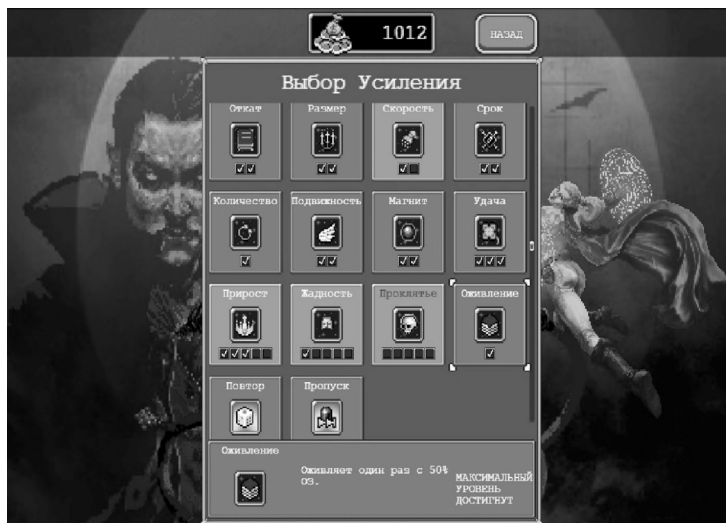 1012
НАЗАД
Выбор Усиления
Откат
Размер
Скорость
Срок
Количество
Подвижность
Магнит
Удача
Прирост
Жадность
Проклятье
Оживление
Повтор
Пропуск
Оживление
Оживляет один раз с 50%
оз.
МАКСИМАЛЬНЫЙ
УРОВЕНЬ
ДОСТИГНУТ